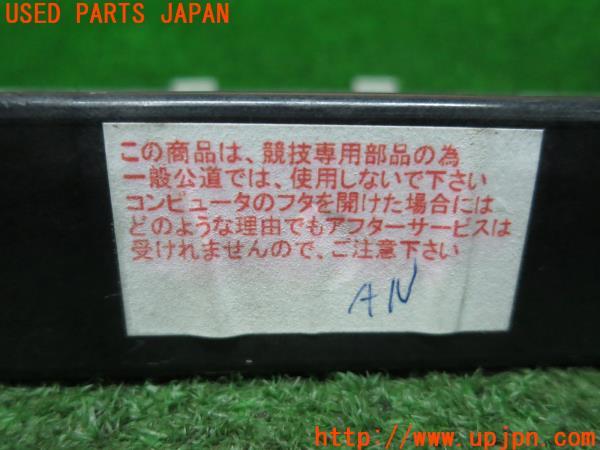 USED PARTS JAPAN
この商品は、競技専用部品の為
一般公道では、使用しないで下さい
コンピュータのフタを開けた場合には
どのような理由でもアフターサービスは
受けれませんので、ご注意下さい
AN
http://www.upjpn.com/